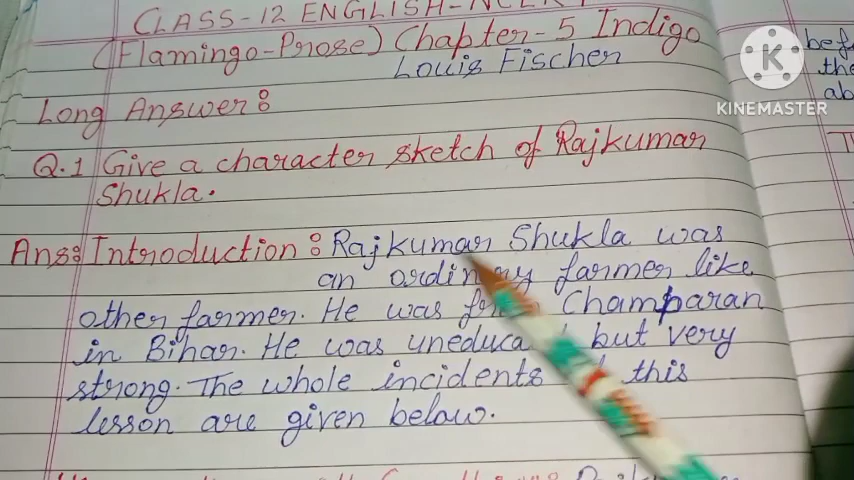 CLASS-12 ENGLISH-NCERT
(Flamingo-Prose) Chapter-5 Indigo
Louis Fischer
Long Answer:
Q.1 Give a character sketch of Rajkumar
Shukla.
Ans: Introduction: Rajkumar Shukla was
an ordinary farmer like
other farmer. He was from Champaran
in Bihar. He was uneducated but very
strong. The whole incidents this
lesson are given below.
KINEMASTER
the